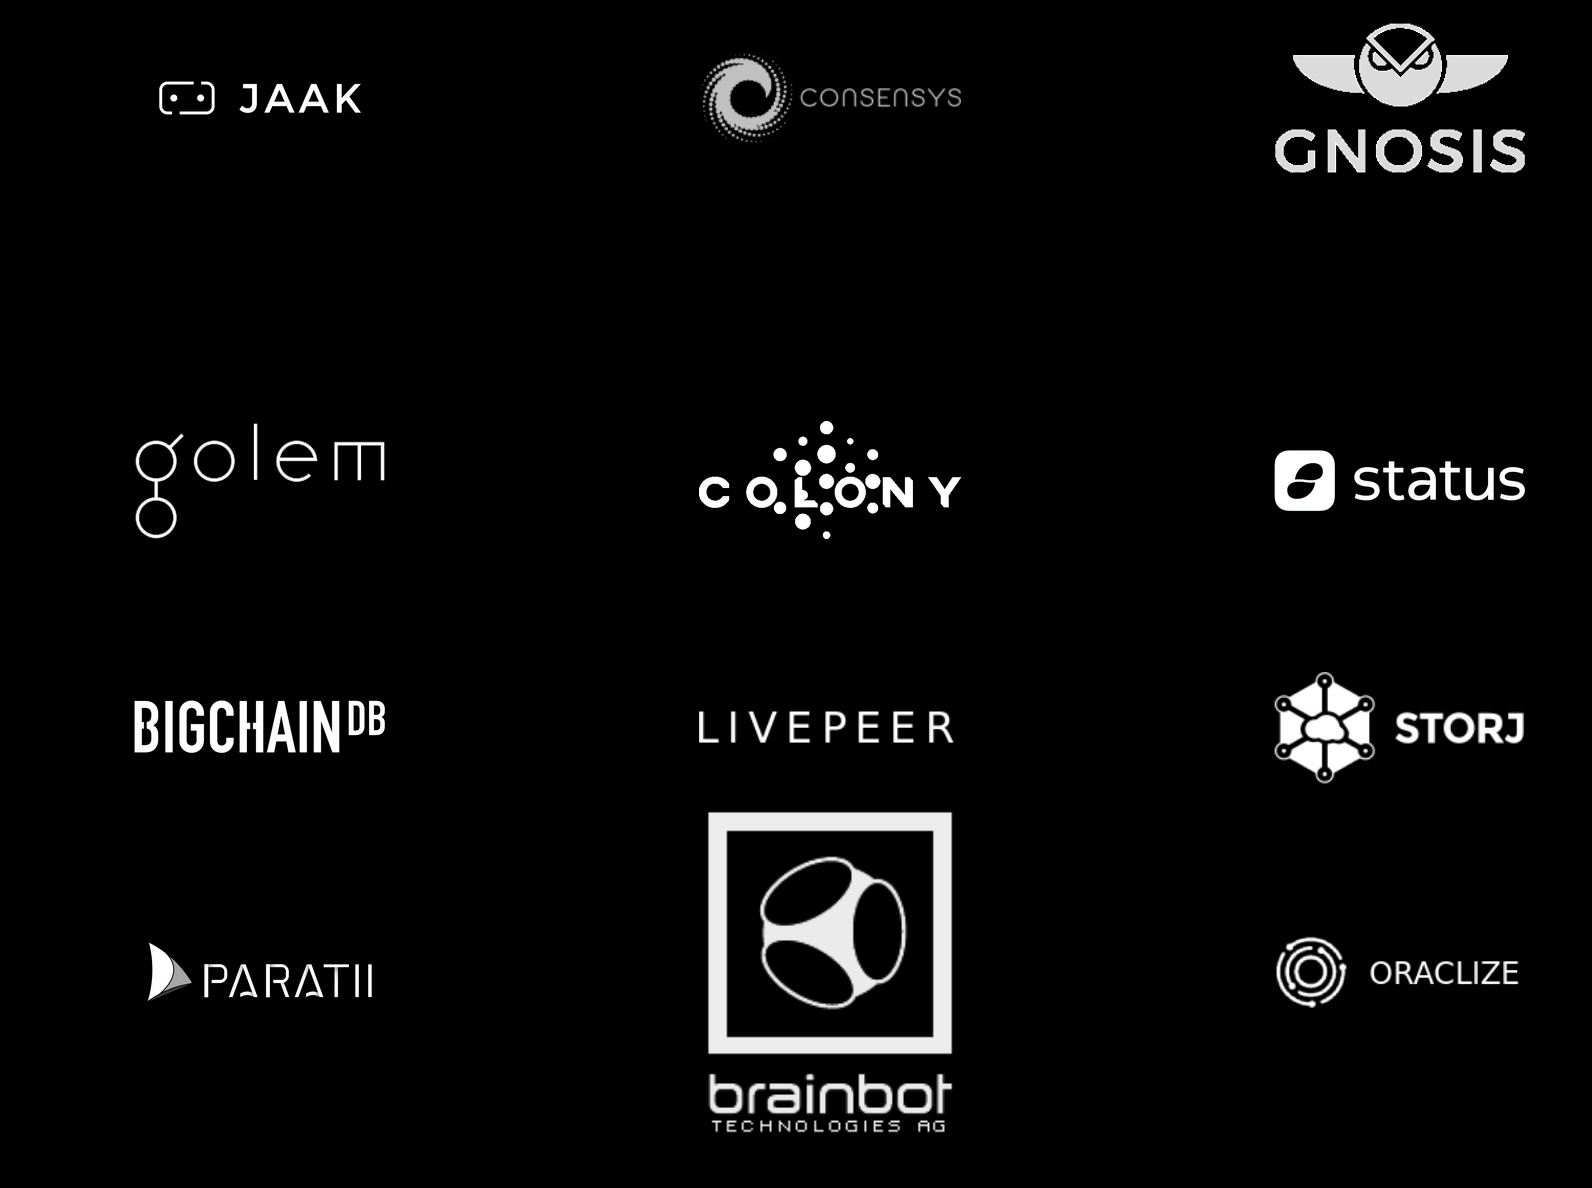 JAAK
CONSENSYS
GNOSIS
golem
COLONY
status
BIGCHAINDB
LIVEPEER
STORJ
PARATII
brainbot
TECHNOLOGIES AG
ORACLIZE